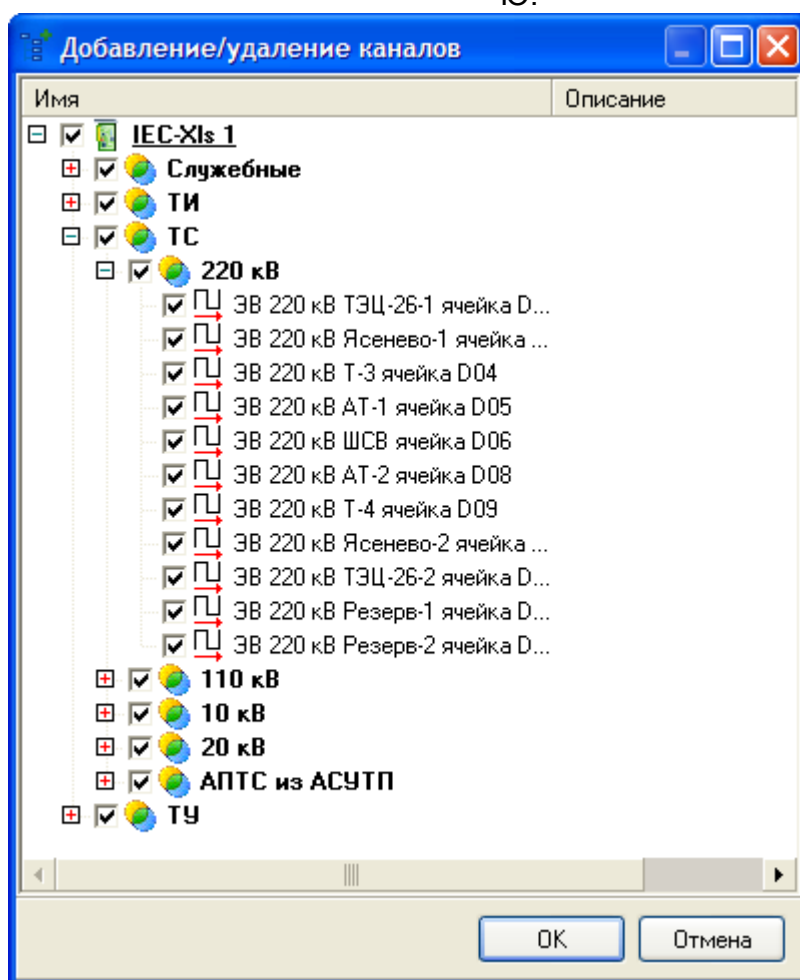 Добавление/удаление каналов
Имя Описание
IEC-XIs 1
Служебные
ТИ
ТС
220 кВ
ЭВ 220 кВ ТЭЦ-26-1 ячейка D...
ЭВ 220 кВ Ясенево-1 ячейка ...
ЭВ 220 кВ Т-3 ячейка D04
ЭВ 220 кВ АТ-1 ячейка D05
ЭВ 220 кВ ШСВ ячейка D06
ЭВ 220 кВ АТ-2 ячейка D08
ЭВ 220 кВ Т-4 ячейка D09
ЭВ 220 кВ Ясенево-2 ячейка ...
ЭВ 220 кВ ТЭЦ-26-2 ячейка D...
ЭВ 220 кВ Резерв-1 ячейка D...
ЭВ 220 кВ Резерв-2 ячейка D...
110 кВ
10 кВ
20 кВ
АПТС из АСУТП
ТУ
OK Отмена